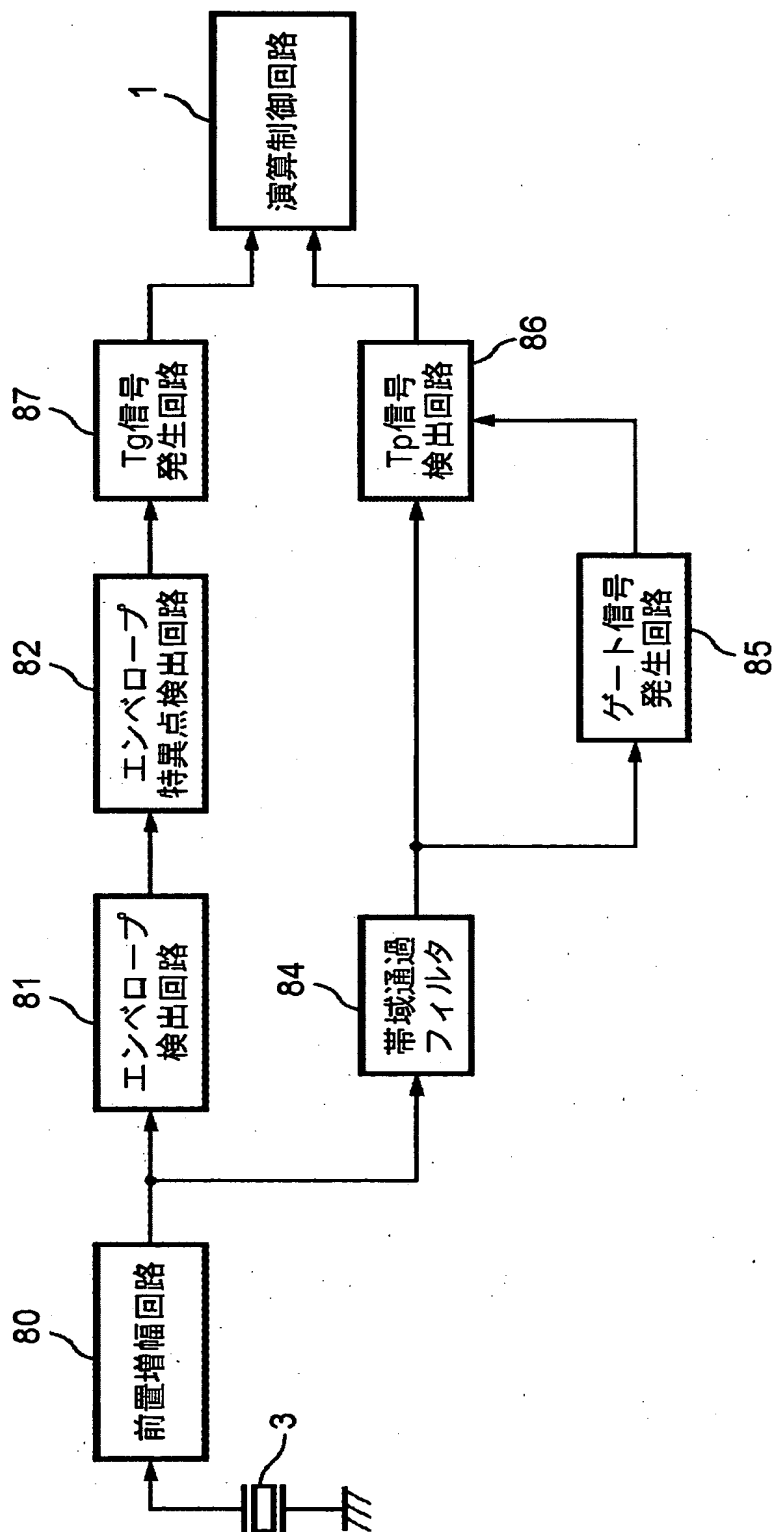 80
前置増幅回路
3
81
エンベロープ
検出回路
82
エンベロープ
特異点検出回路
87
Tg信号
発生回路
1
演算制御回路
84
帯域通過
フィルタ
86
Tp信号
検出回路
85
ゲート信号
発生回路